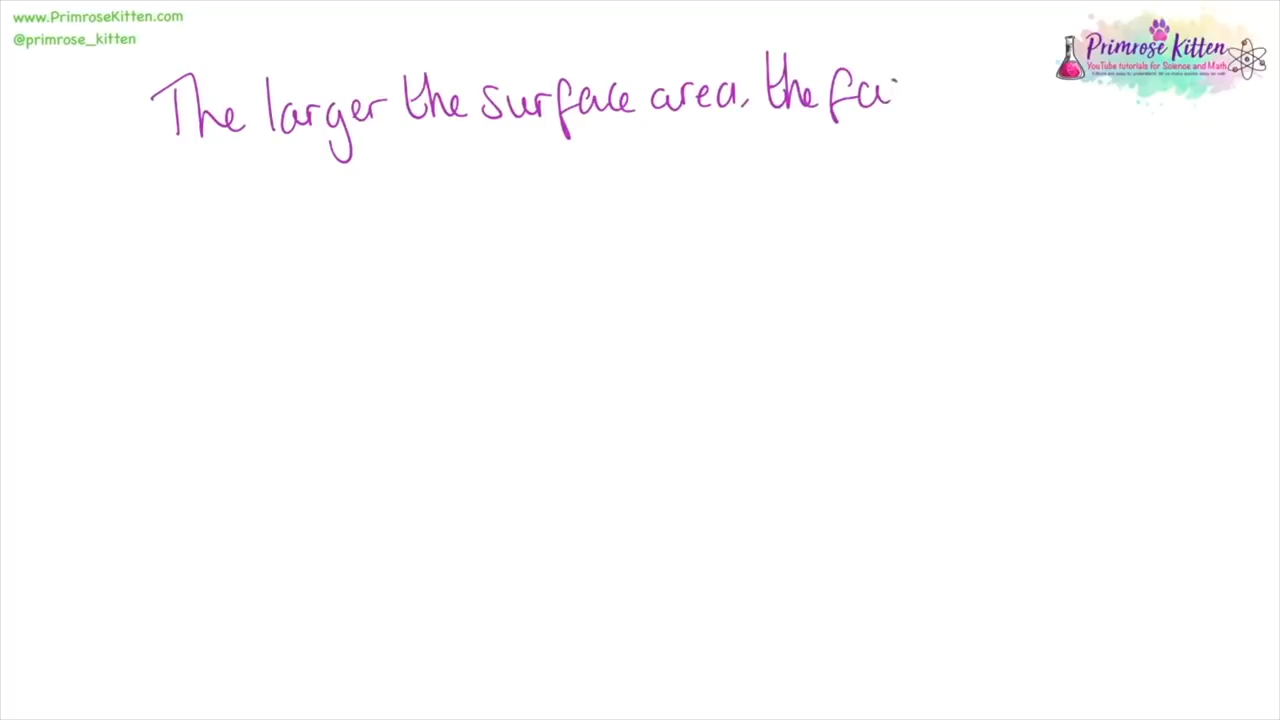 www.PrimroseKitten.com
@primrose_kitten
Primrose Kitten
YouTube tutorials for Science and Math
The larger the surface area, the fa